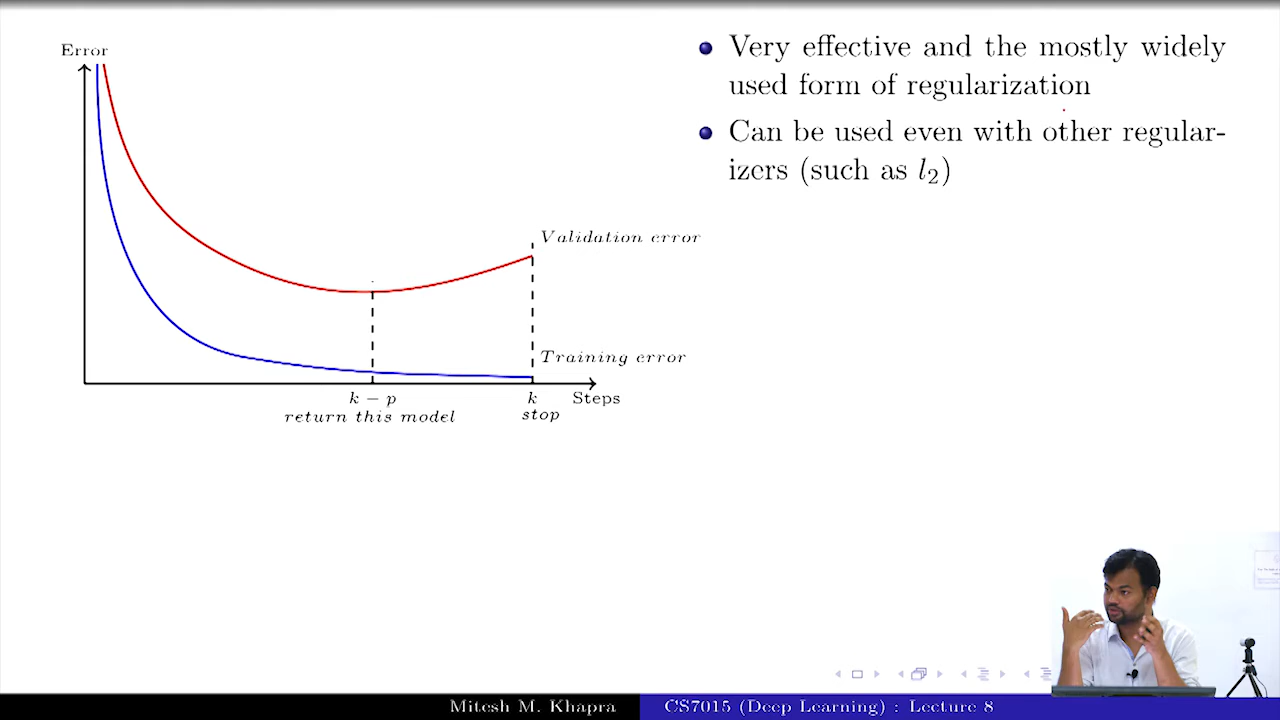 Error
Validation error
Training error
k − p
k
Steps
return this model
stop
Very effective and the mostly widely
used form of regularization
Can be used even with other regular-
izers (such as l₂)
Mitesh M. Khapra
CS7015 (Deep Learning) : Lecture 8